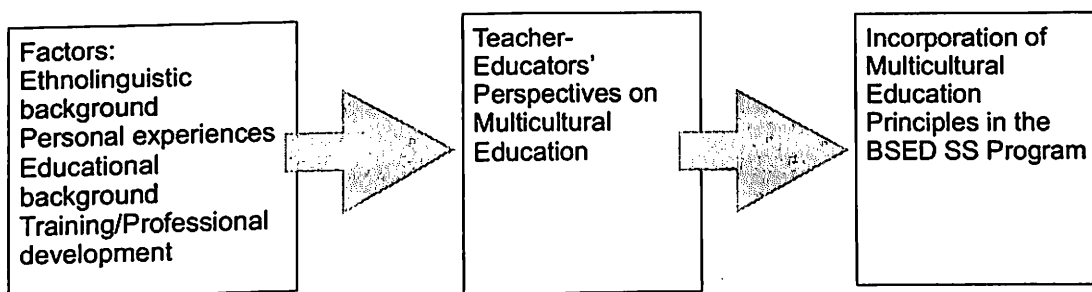 Factors:
Ethnolinguistic
background
Personal experiences
Educational
background
Training/Professional
development
Teacher-
Educators'
Perspectives on
Multicultural
Education
Incorporation of
Multicultural
Education
Principles in the
BSED SS Program